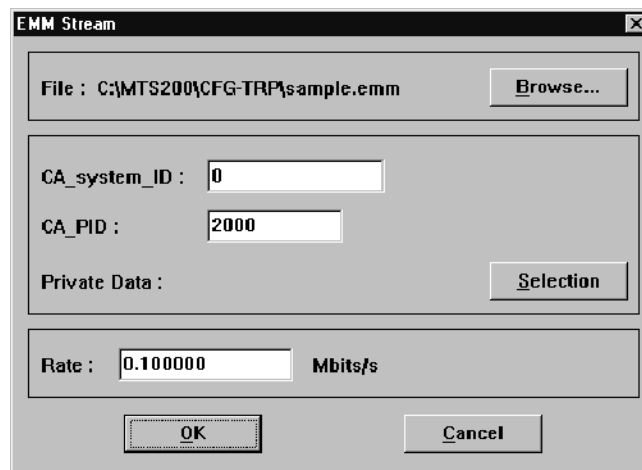 EMM Stream
File : C:\MTS200\CFG-TRP\sample.emm Browse...
CA_system_ID : 0
CA_PID : 2000
Private Data : Selection
Rate : 0.100000 Mbits/s
OK Cancel